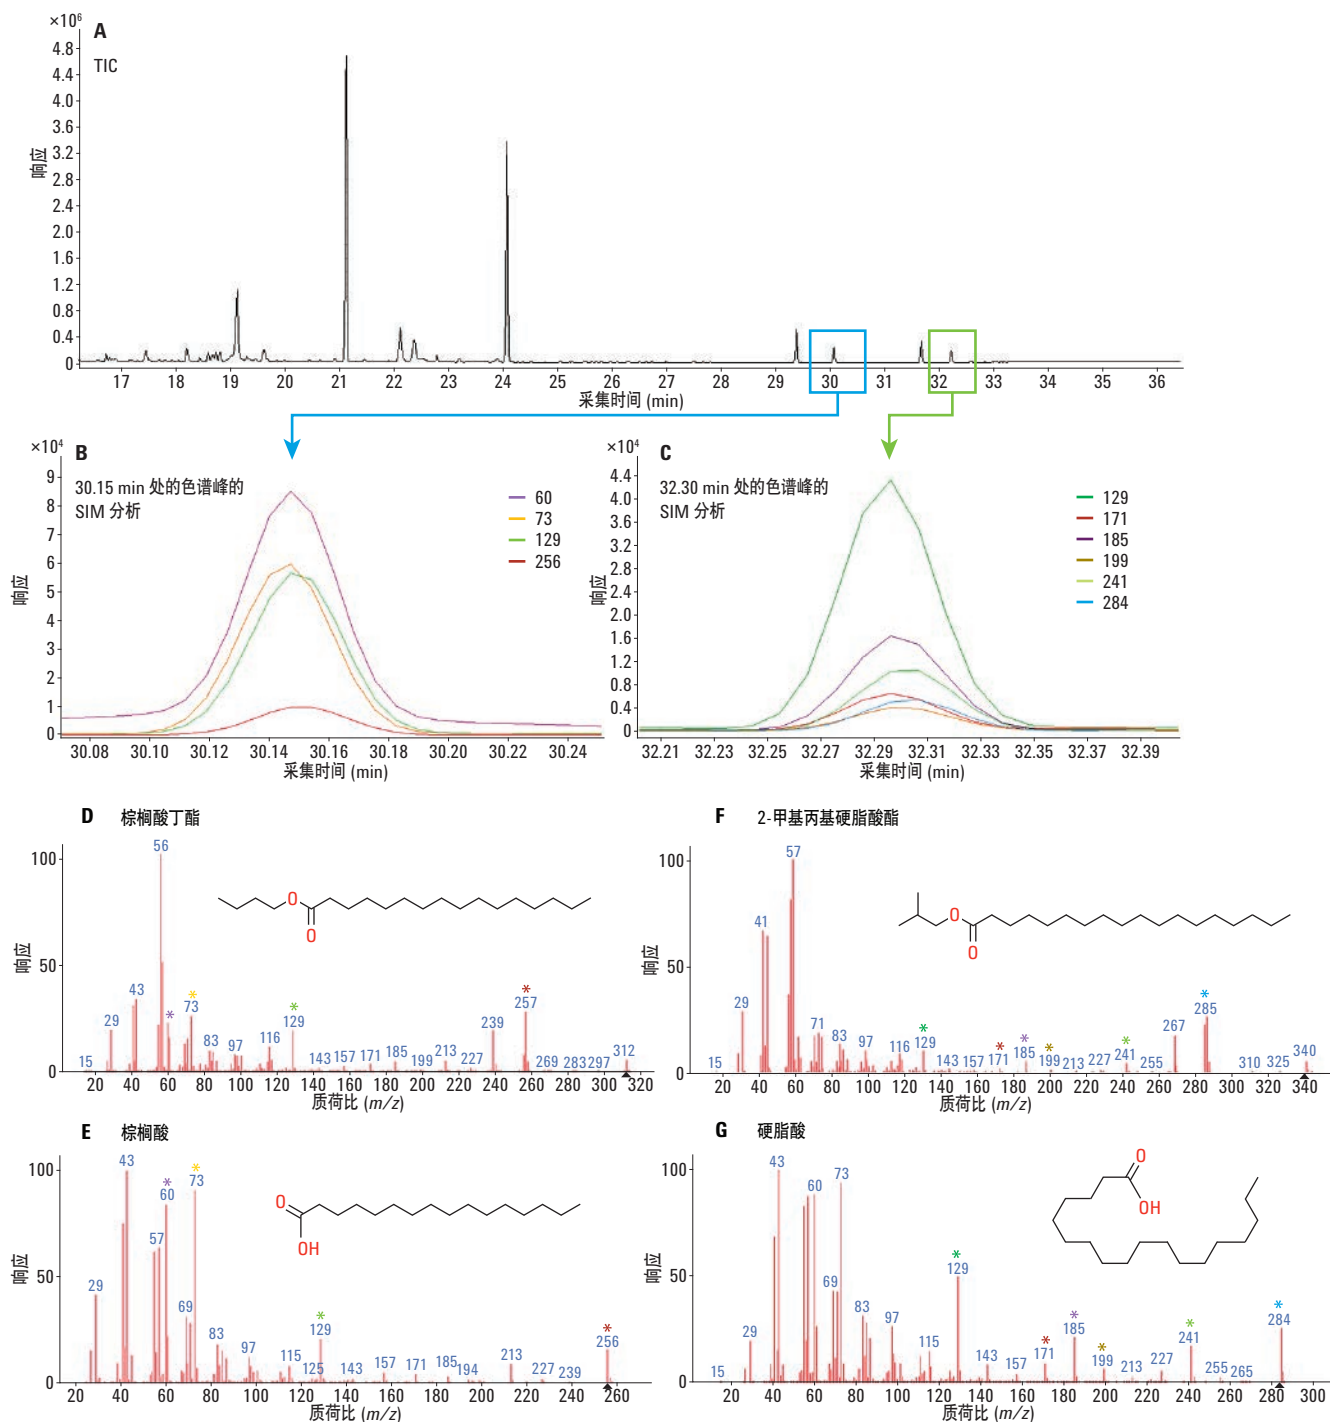 ×10⁶
A
TIC
4.8
4.4
4.0
3.6
3.2
2.8
2.4
2.0
1.6
1.2
0.8
0.4
0
响应
17 18 19 20 21 22 23 24 25 26 27 28 29 30 31 32 33 34 35 36
采集时间 (min)
×10⁴
B
30.15 min 处的色谱峰的
SIM 分析
60
73
129
256
9
8
7
6
5
4
3
2
1
0
响应
30.08 30.10 30.12 30.14 30.16 30.18 30.20 30.22 30.24
采集时间 (min)
×10⁴
C
32.30 min 处的色谱峰的
SIM 分析
129
171
185
199
241
284
4.4
4.0
3.6
3.2
2.8
2.4
2.0
1.6
1.2
0.8
0.4
0
响应
32.21 32.23 32.25 32.27 32.29 32.31 32.33 32.35 32.37 32.39
采集时间 (min)
D 棕榈酸丁酯
100
50
0
响应
15 29 43 56 * * 73 83 97 116 * 129 143 157 171 185 199 213 227 239 * 257 269 283 297 312
O
O
20 40 60 80 100 120 140 160 180 200 220 240 260 280 300 320
质荷比 (m/z)
F 2-甲基丙基硬脂酸酯
100
50
0
响应
15 29 41 57 71 83 97 116 * 129 143 157 * 171 * 185 * 199 213 227 * 241 255 267 * 285 310 325 340
O
O
20 40 60 80 100 120 140 160 180 200 220 240 260 280 300 320 340
质荷比 (m/z)
E 棕榈酸
100
50
0
响应
29 43 57 * 60 69 * 73 83 97 115 125 * 129 143 157 171 185 194 213 227 239 * 256
O
OH
20 40 60 80 100 120 140 160 180 200 220 240 260
质荷比 (m/z)
G 硬脂酸
100
50
0
响应
15 29 43 60 69 73 83 97 115 * 129 143 157 * 171 * 185 * 199 213 227 * 241 255 265 * 284
O
OH
20 40 60 80 100 120 140 160 180 200 220 240 260 280 300
质荷比 (m/z)